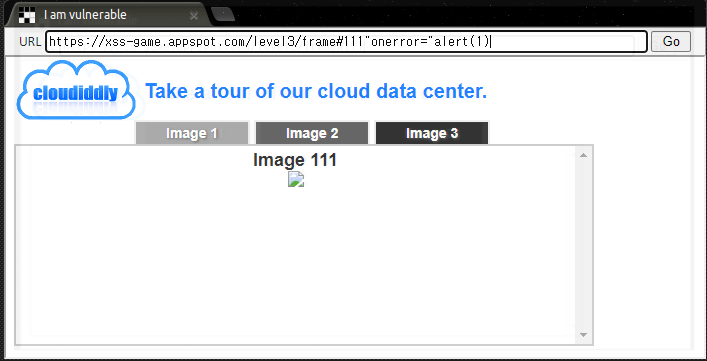 I am vulnerable
URL https://xss-game.appspot.com/level3/frame#111"onerror="alert(1) Go
cloudiddly Take a tour of our cloud data center.
Image 1 Image 2 Image 3
Image 111